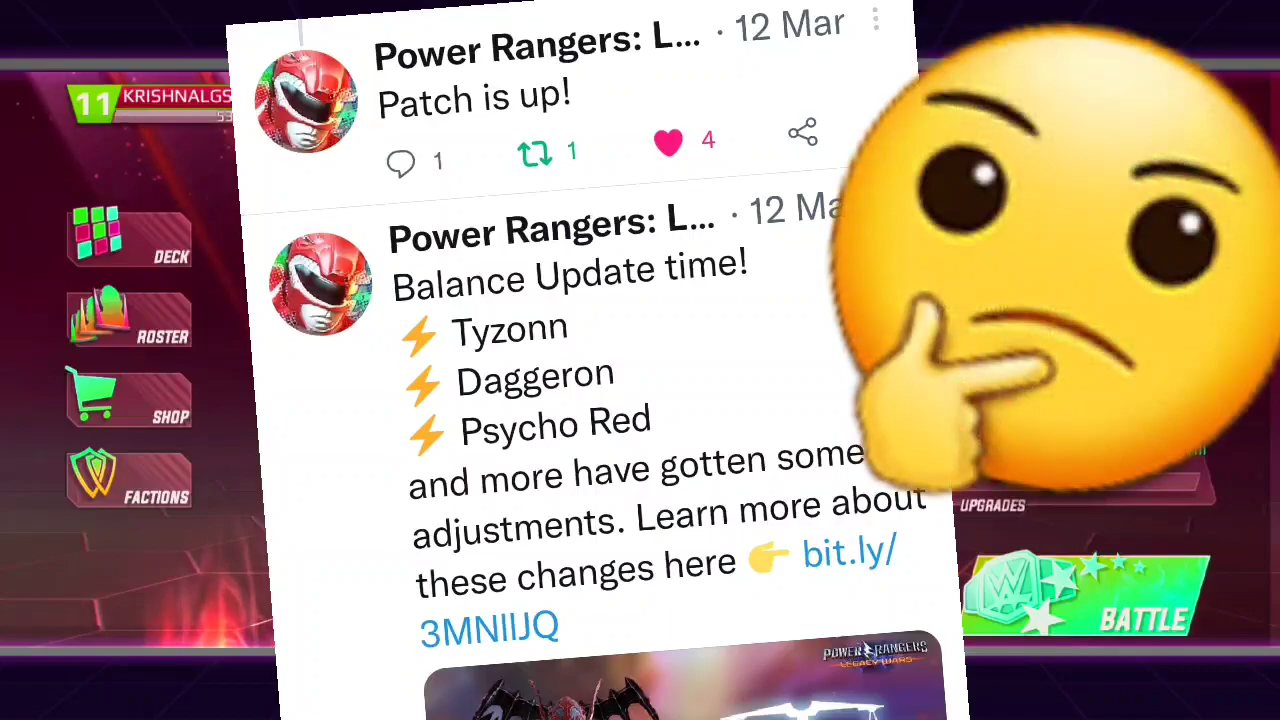 Power Rangers: L... · 12 Mar
Patch is up!
1 1 4
11 KRISHNALGS
53
Power Rangers: L... · 12 Ma
Balance Update time!
⚡ Tyzonn
⚡ Daggeron
⚡ Psycho Red
and more have gotten some
adjustments. Learn more about
these changes here 👉 bit.ly/
3MNIIJQ
DECK
ROSTER
SHOP
FACTIONS
UPGRADES
BATTLE
POWER RANGERS
LEGACY WARS